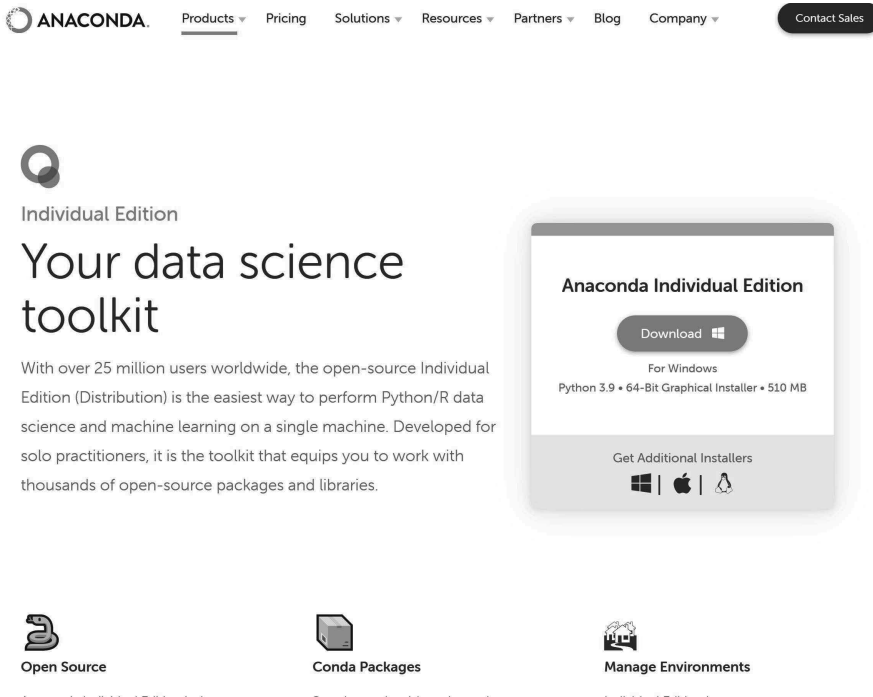 ANACONDA.
Products
Pricing
Solutions
Resources
Partners
Blog
Company
Contact Sales
Individual Edition
Your data science
toolkit
With over 25 million users worldwide, the open-source Individual
Edition (Distribution) is the easiest way to perform Python/R data
science and machine learning on a single machine. Developed for
solo practitioners, it is the toolkit that equips you to work with
thousands of open-source packages and libraries.
Anaconda Individual Edition
Download
For Windows
Python 3.9 • 64-Bit Graphical Installer • 510 MB
Get Additional Installers
| |
Open Source
Conda Packages
Manage Environments